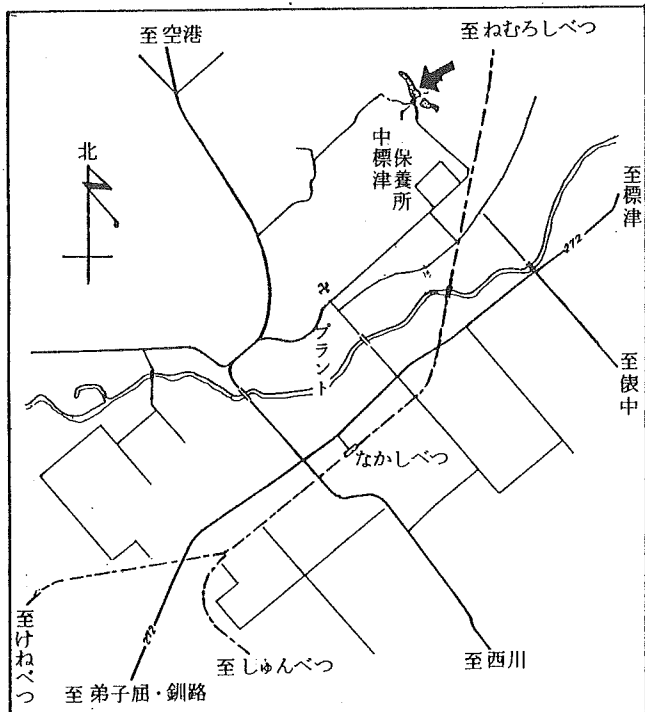 至空港
至ねむろしべつ
北
中標津
保養所
至標津
272
プラント
至俵中
なかしべつ
至けねべつ
272
至しゅんべつ
至西川
至 弟子屈・釧路